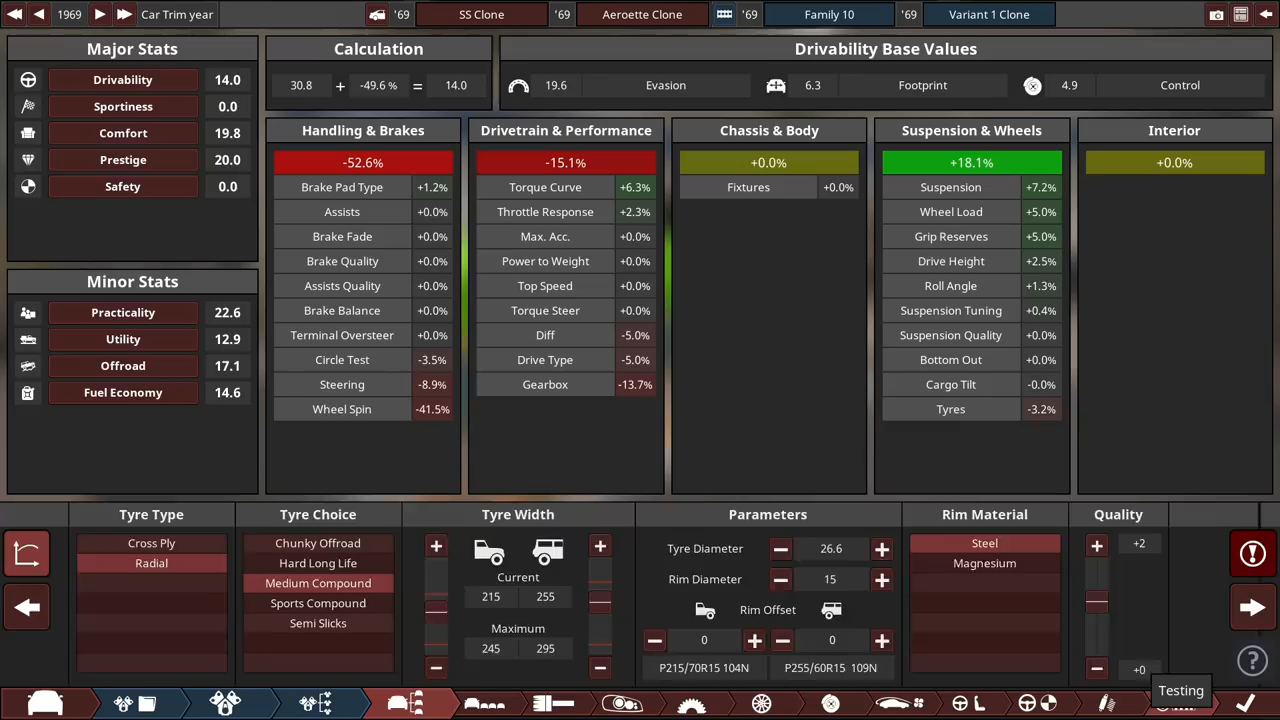 1969 Car Trim year '69 SS Clone '69 Aeroette Clone '69 Family 10 '69 Variant 1 Clone
Major Stats
Drivability 14.0
Sportiness 0.0
Comfort 19.8
Prestige 20.0
Safety 0.0
Minor Stats
Practicality 22.6
Utility 12.9
Offroad 17.1
Fuel Economy 14.6
Calculation
30.8 + -49.6 % = 14.0
Drivability Base Values
19.6 Evasion 6.3 Footprint 4.9 Control
Handling & Brakes
-52.6%
Brake Pad Type +1.2%
Assists +0.0%
Brake Fade +0.0%
Brake Quality +0.0%
Assists Quality +0.0%
Brake Balance +0.0%
Terminal Oversteer +0.0%
Circle Test -3.5%
Steering -8.9%
Wheel Spin -41.5%
Drivetrain & Performance
-15.1%
Torque Curve +6.3%
Throttle Response +2.3%
Max. Acc. +0.0%
Power to Weight +0.0%
Top Speed +0.0%
Torque Steer +0.0%
Diff -5.0%
Drive Type -5.0%
Gearbox -13.7%
Chassis & Body
+0.0%
Fixtures +0.0%
Suspension & Wheels
+18.1%
Suspension +7.2%
Wheel Load +5.0%
Grip Reserves +5.0%
Drive Height +2.5%
Roll Angle +1.3%
Suspension Tuning +0.4%
Suspension Quality +0.0%
Bottom Out +0.0%
Cargo Tilt -0.0%
Tyres -3.2%
Interior
+0.0%
Tyre Type
Cross Ply
Radial
Tyre Choice
Chunky Offroad
Hard Long Life
Medium Compound
Sports Compound
Semi Slicks
Tyre Width
Current
215 255
Maximum
245 295
Parameters
Tyre Diameter 26.6
Rim Diameter 15
Rim Offset
0 0
P215/70R15 104N P255/60R15 109N
Rim Material
Steel
Magnesium
Quality
+2
+0
Testing